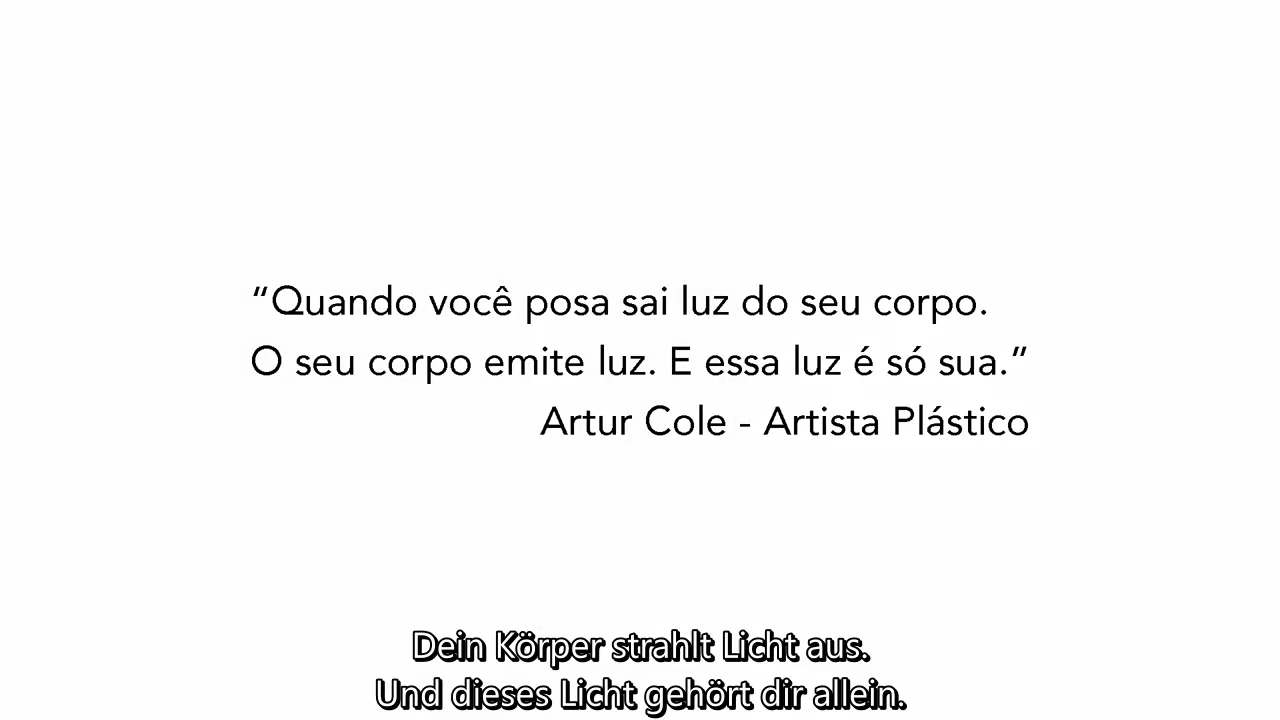 “Quando você posa sai luz do seu corpo.
O seu corpo emite luz. E essa luz é só sua.”
Artur Cole - Artista Plástico
Dein Körper strahlt Licht aus.
Und dieses Licht gehört dir allein.